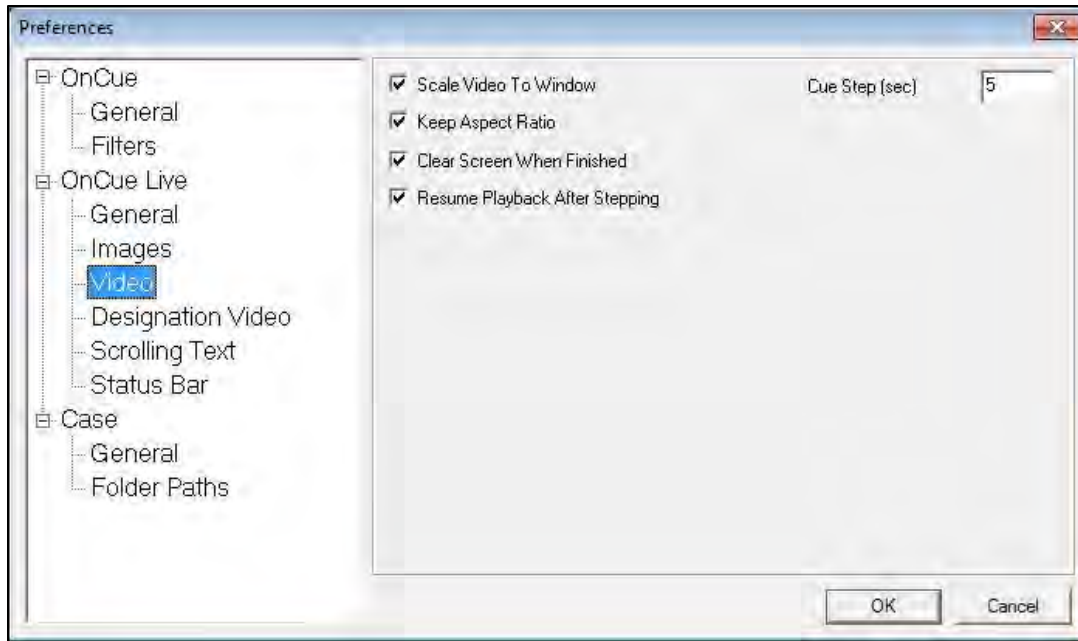 Preferences
OnCue
General
Filters
OnCue Live
General
Images
Video
Designation Video
Scrolling Text
Status Bar
Case
General
Folder Paths
Scale Video To Window
Keep Aspect Ratio
Clear Screen When Finished
Resume Playback After Stepping
Cue Step (sec) 5
OK Cancel